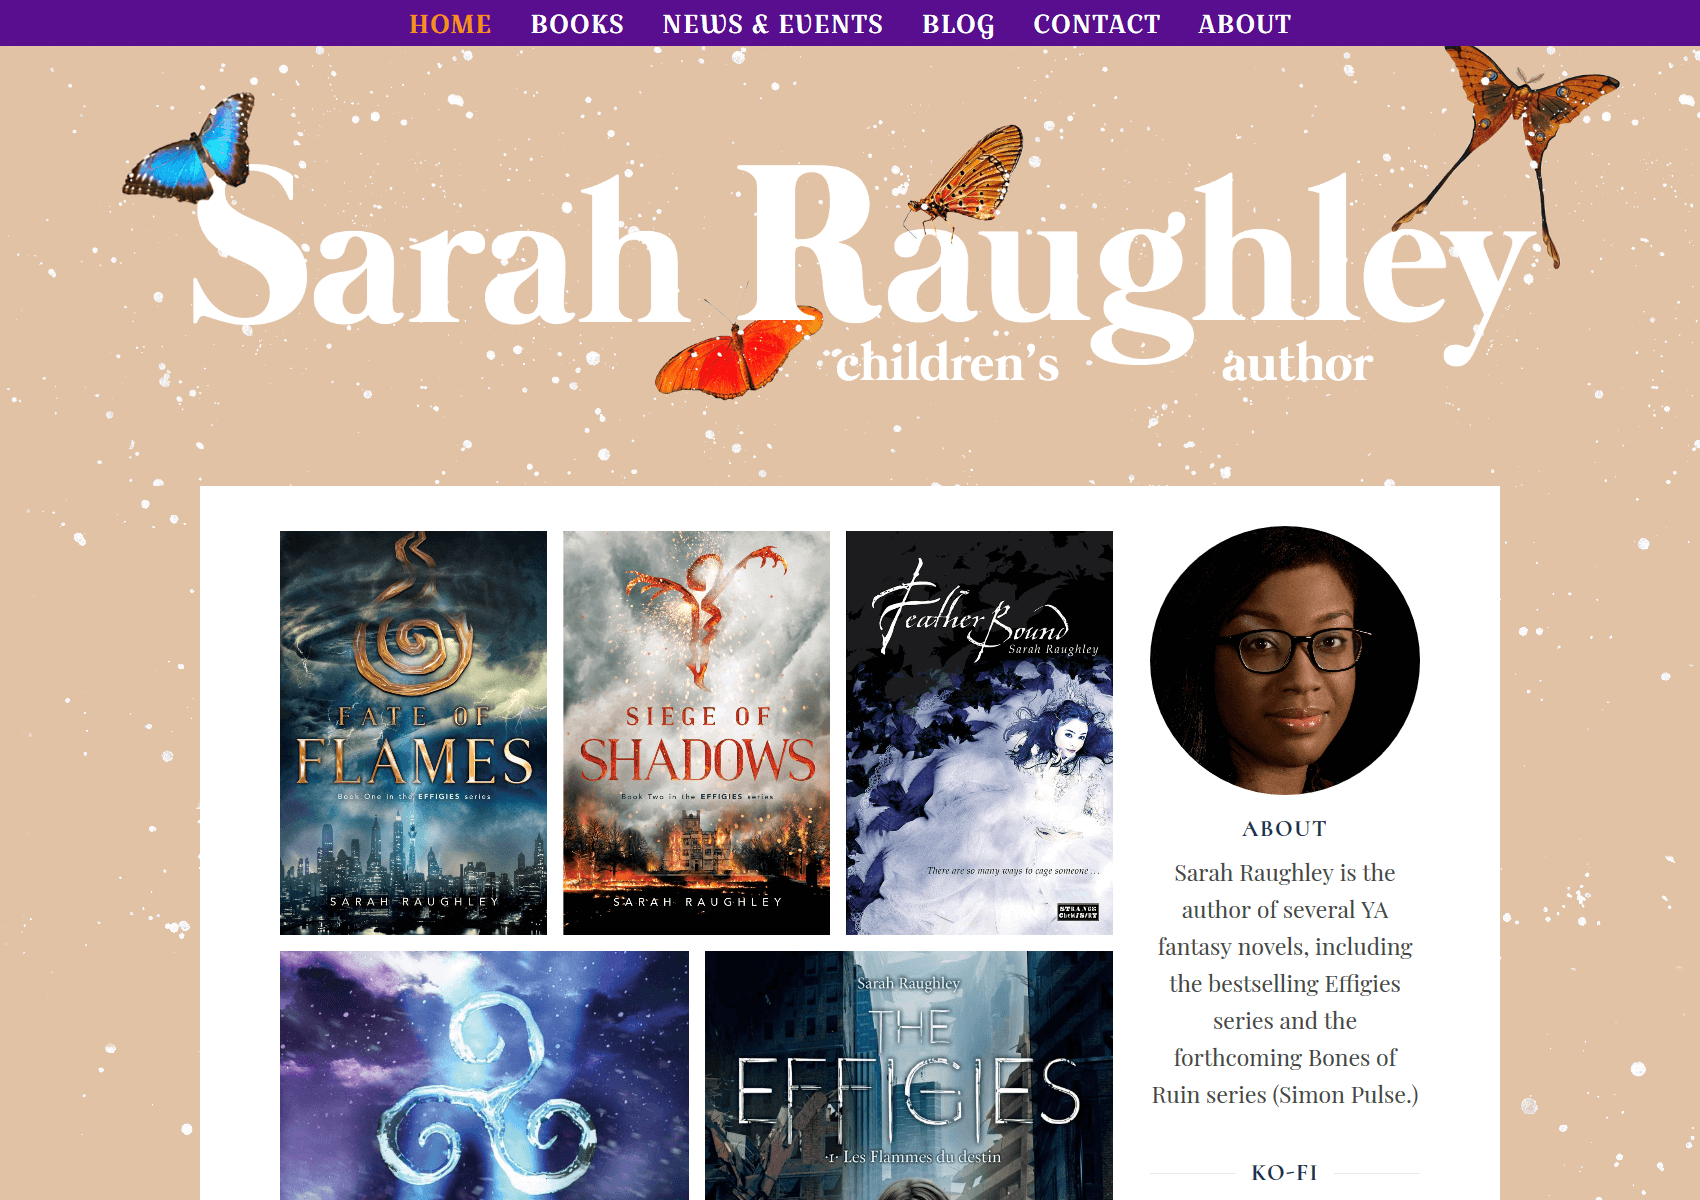 HOME BOOKS NEWS & EVENTS BLOG CONTACT ABOUT
Sarah Raughley
children's author
FATE OF
FLAMES
Book One in the EFFIGIES series
SARAH RAUGHLEY
SIEGE OF
SHADOWS
Book Two in the EFFIGIES series
SARAH RAUGHLEY
Feather Bound
Sarah Raughley
There are so many ways to cage someone ...
STRANGE
CHEMISTRY
Sarah Raughley
THE
EFFIGIES
·1· Les Flammes du destin
ABOUT
Sarah Raughley is the
author of several YA
fantasy novels, including
the bestselling Effigies
series and the
forthcoming Bones of
Ruin series (Simon Pulse.)
KO-FI